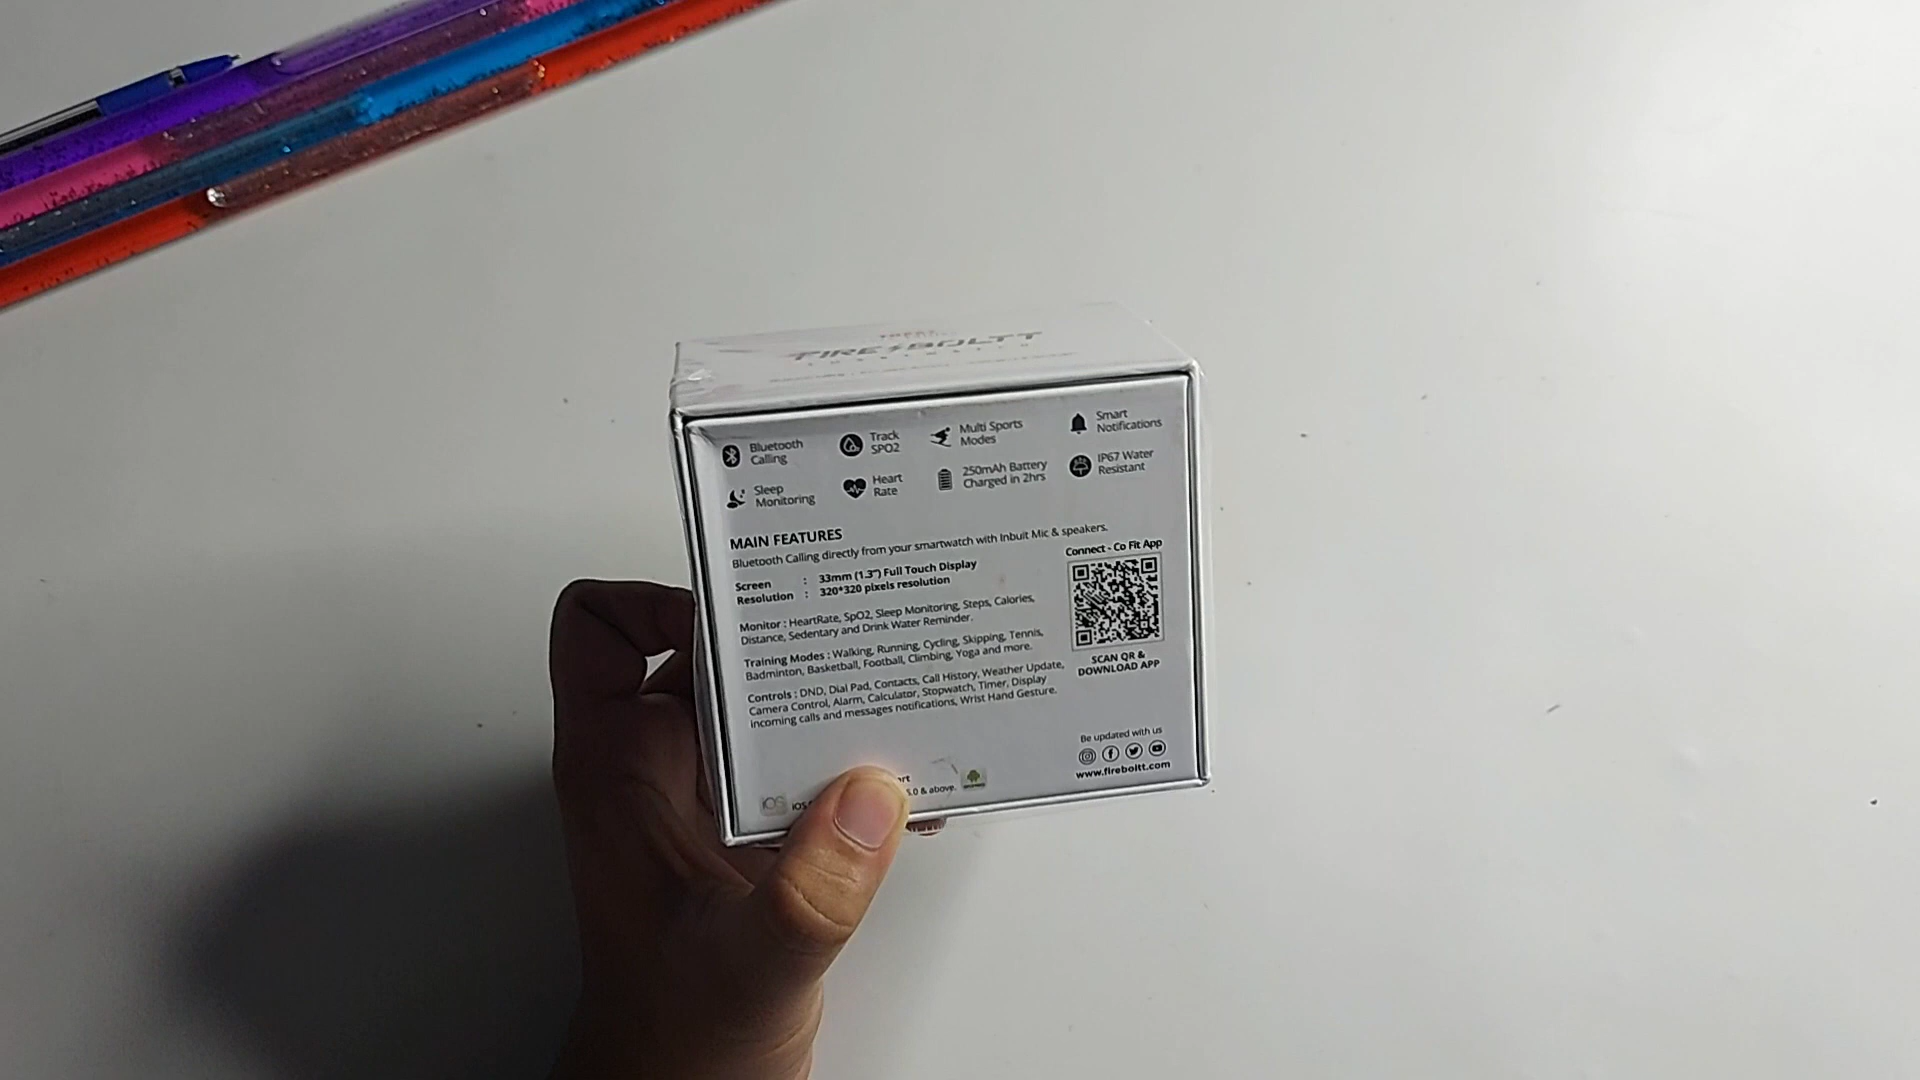 FIRE BOLTT
Bluetooth
Calling
Track
SPO2
Multi Sports
Modes
Smart
Notifications
Sleep
Monitoring
Heart
Rate
250mAh Battery
Charged in 2hrs
IP67 Water
Resistant
MAIN FEATURES
Bluetooth Calling directly from your smartwatch with Inbuit Mic & speakers.
Screen : 33mm (1.3") Full Touch Display
Resolution : 320*320 pixels resolution
Monitor : HeartRate, SpO2, Sleep Monitoring, Steps, Calories,
Distance, Sedentary and Drink Water Reminder.
Training Modes : Walking, Running, Cycling, Skipping, Tennis,
Badminton, Basketball, Football, Climbing, Yoga and more.
Controls : DND, Dial Pad, Contacts, Call History, Weather Update,
Camera Control, Alarm, Calculator, Stopwatch, Timer, Display
incoming calls and messages notifications, Wrist Hand Gesture.
Connect - Co Fit App
SCAN QR &
DOWNLOAD APP
Be updated with us
www.fireboltt.com
iOS iOS
5.0 & above.